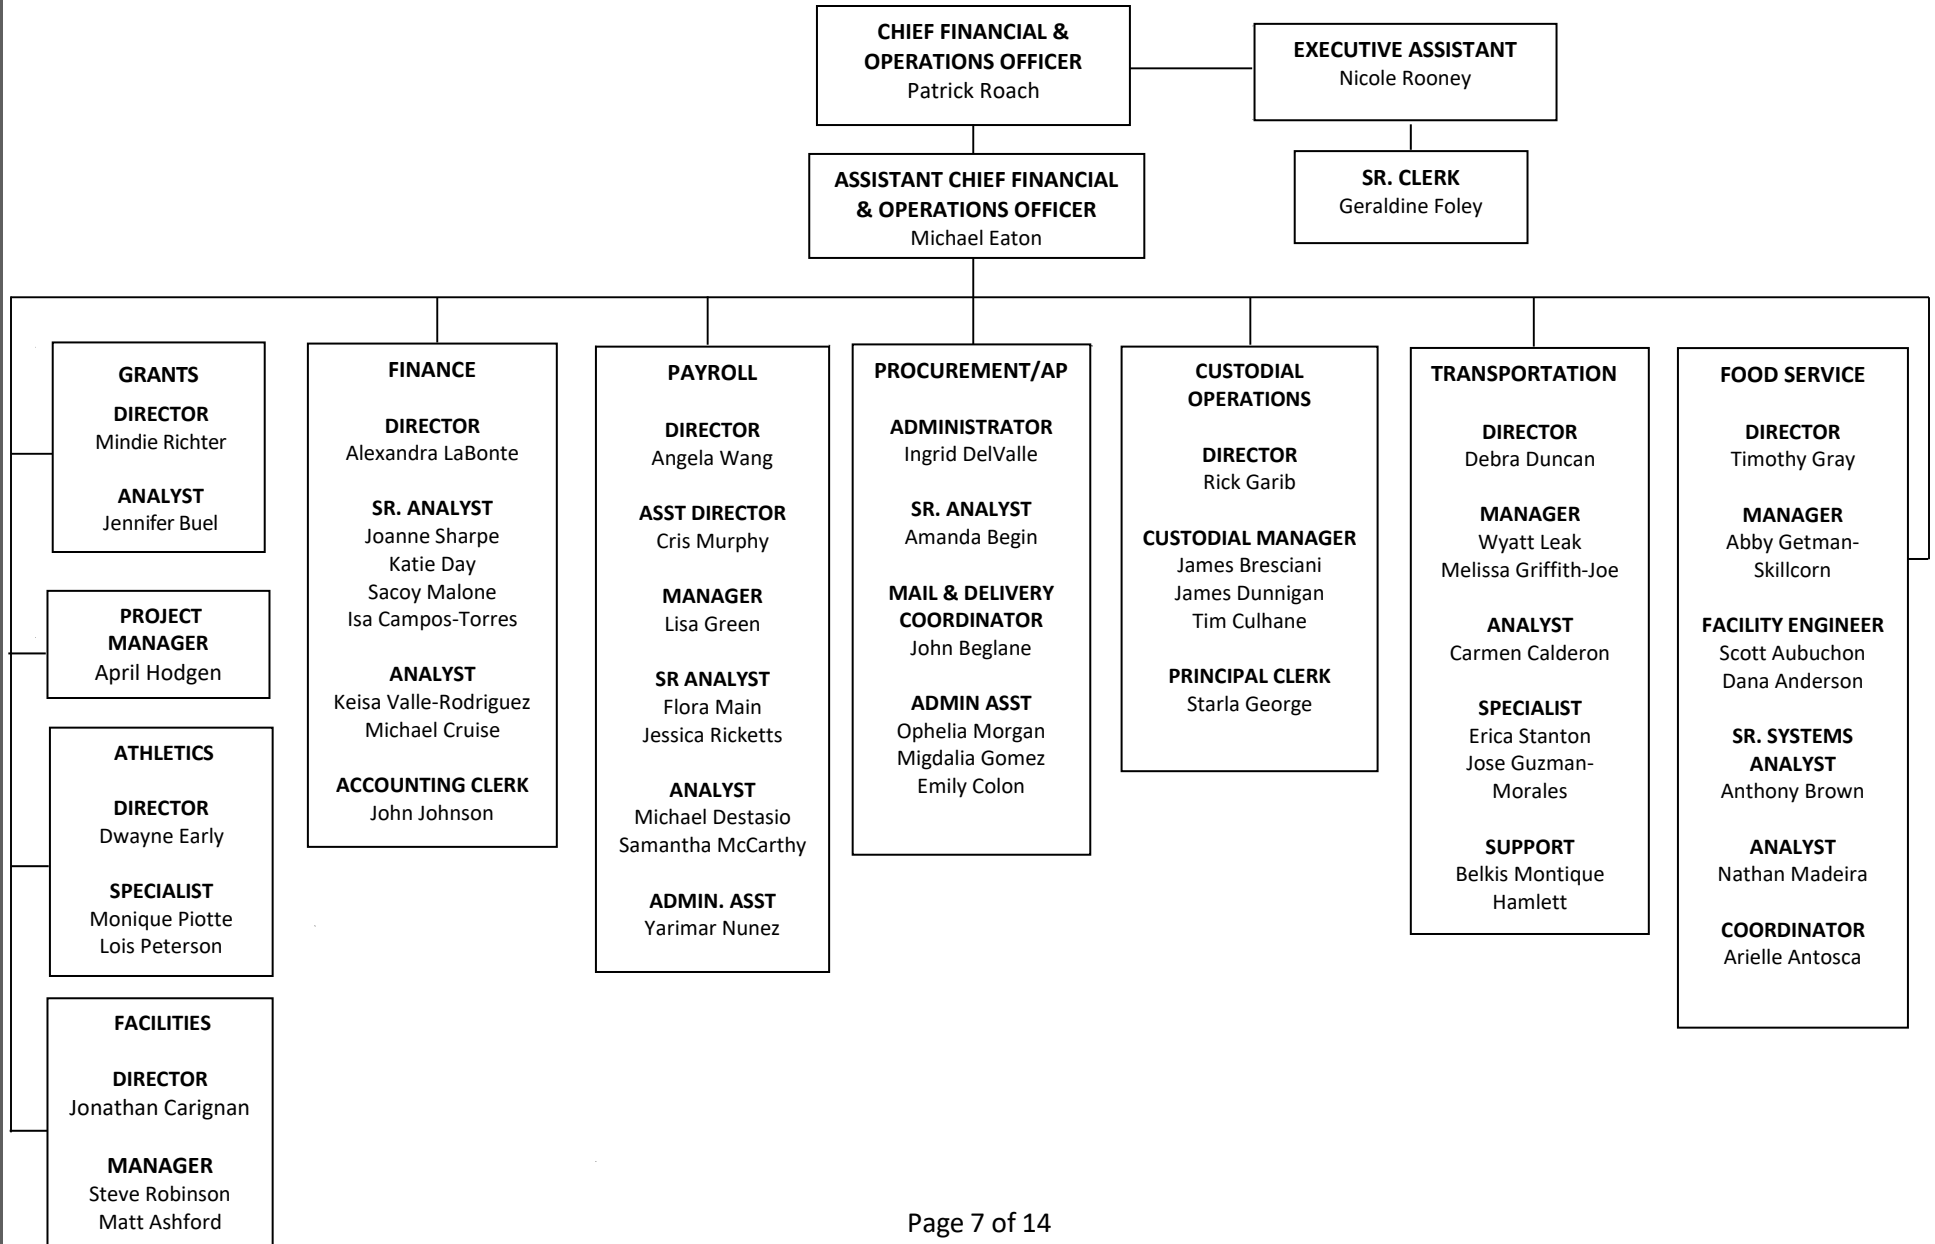 CHIEF FINANCIAL &
OPERATIONS OFFICER
Patrick Roach
EXECUTIVE ASSISTANT
Nicole Rooney
ASSISTANT CHIEF FINANCIAL
& OPERATIONS OFFICER
Michael Eaton
SR. CLERK
Geraldine Foley
GRANTS
DIRECTOR
Mindie Richter
ANALYST
Jennifer Buel
PROJECT
MANAGER
April Hodgen
ATHLETICS
DIRECTOR
Dwayne Early
SPECIALIST
Monique Piotte
Lois Peterson
FACILITIES
DIRECTOR
Jonathan Carignan
MANAGER
Steve Robinson
Matt Ashford
FINANCE
DIRECTOR
Alexandra LaBonte
SR. ANALYST
Joanne Sharpe
Katie Day
Sacoy Malone
Isa Campos-Torres
ANALYST
Keisa Valle-Rodriguez
Michael Cruise
ACCOUNTING CLERK
John Johnson
PAYROLL
DIRECTOR
Angela Wang
ASST DIRECTOR
Cris Murphy
MANAGER
Lisa Green
SR ANALYST
Flora Main
Jessica Ricketts
ANALYST
Michael Destasio
Samantha McCarthy
ADMIN. ASST
Yarimar Nunez
PROCUREMENT/AP
ADMINISTRATOR
Ingrid DelValle
SR. ANALYST
Amanda Begin
MAIL & DELIVERY
COORDINATOR
John Beglane
ADMIN ASST
Ophelia Morgan
Migdalia Gomez
Emily Colon
CUSTODIAL
OPERATIONS
DIRECTOR
Rick Garib
CUSTODIAL MANAGER
James Bresciani
James Dunnigan
Tim Culhane
PRINCIPAL CLERK
Starla George
TRANSPORTATION
DIRECTOR
Debra Duncan
MANAGER
Wyatt Leak
Melissa Griffith-Joe
ANALYST
Carmen Calderon
SPECIALIST
Erica Stanton
Jose Guzman-
Morales
SUPPORT
Belkis Montique
Hamlett
FOOD SERVICE
DIRECTOR
Timothy Gray
MANAGER
Abby Getman-
Skillcorn
FACILITY ENGINEER
Scott Aubuchon
Dana Anderson
SR. SYSTEMS
ANALYST
Anthony Brown
ANALYST
Nathan Madeira
COORDINATOR
Arielle Antosca
Page 7 of 14